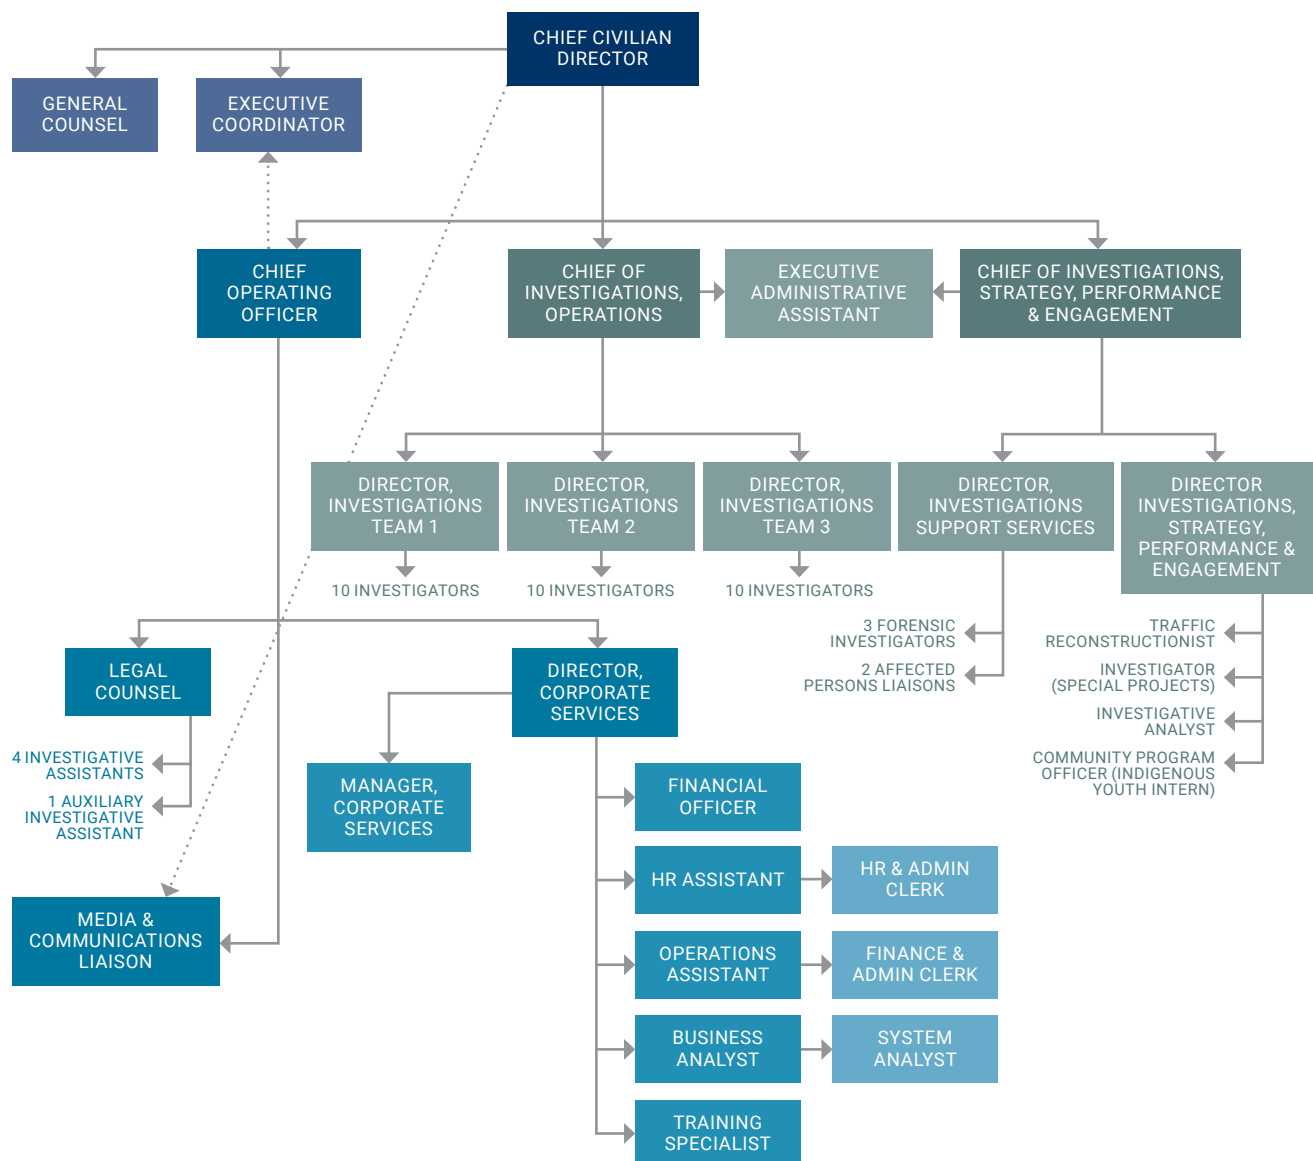 CHIEF CIVILIAN
DIRECTOR
GENERAL
COUNSEL
EXECUTIVE
COORDINATOR
CHIEF
OPERATING
OFFICER
CHIEF OF
INVESTIGATIONS,
OPERATIONS
EXECUTIVE
ADMINISTRATIVE
ASSISTANT
CHIEF OF INVESTIGATIONS,
STRATEGY, PERFORMANCE
& ENGAGEMENT
DIRECTOR,
INVESTIGATIONS
TEAM 1
DIRECTOR,
INVESTIGATIONS
TEAM 2
DIRECTOR,
INVESTIGATIONS
TEAM 3
DIRECTOR,
INVESTIGATIONS
SUPPORT SERVICES
DIRECTOR
INVESTIGATIONS,
STRATEGY,
PERFORMANCE &
ENGAGEMENT
10 INVESTIGATORS
10 INVESTIGATORS
10 INVESTIGATORS
3 FORENSIC
INVESTIGATORS
2 AFFECTED
PERSONS LIAISONS
TRAFFIC
RECONSTRUCTIONIST
INVESTIGATOR
(SPECIAL PROJECTS)
INVESTIGATIVE
ANALYST
COMMUNITY PROGRAM
OFFICER (INDIGENOUS
YOUTH INTERN)
LEGAL
COUNSEL
DIRECTOR,
CORPORATE
SERVICES
4 INVESTIGATIVE
ASSISTANTS
1 AUXILIARY
INVESTIGATIVE
ASSISTANT
MANAGER,
CORPORATE
SERVICES
FINANCIAL
OFFICER
HR ASSISTANT
HR & ADMIN
CLERK
MEDIA &
COMMUNICATIONS
LIAISON
OPERATIONS
ASSISTANT
FINANCE &
ADMIN CLERK
BUSINESS
ANALYST
SYSTEM
ANALYST
TRAINING
SPECIALIST